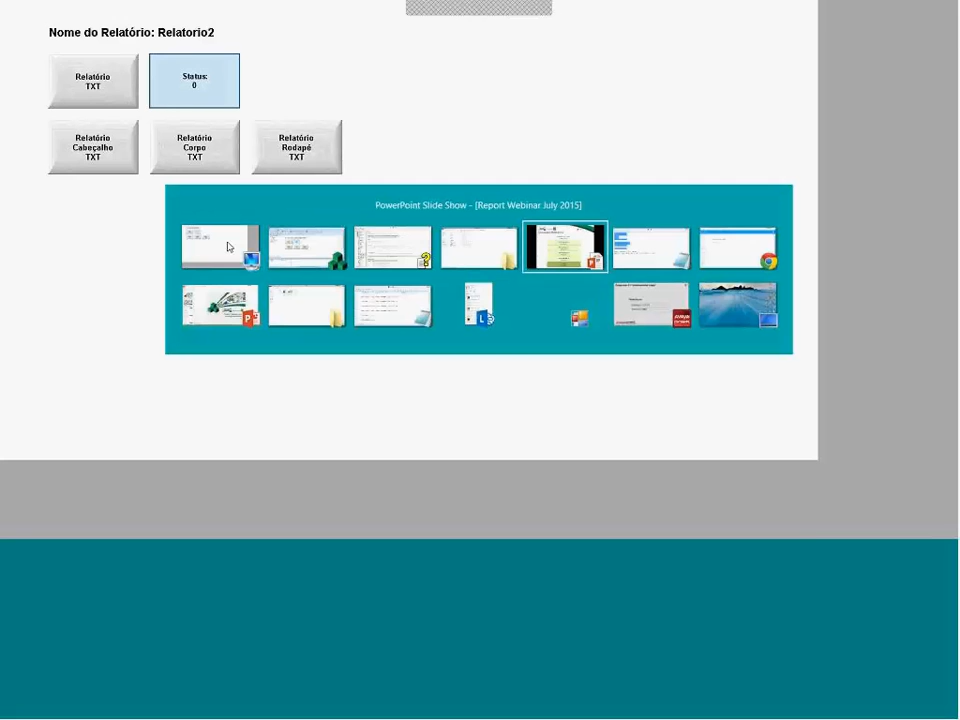 Nome do Relatório: Relatorio2
Relatório
TXT
Status:
0
Relatório
Cabeçalho
TXT
Relatório
Corpo
TXT
Relatório
Rodapé
TXT
PowerPoint Slide Show - [Report Webinar July 2015]